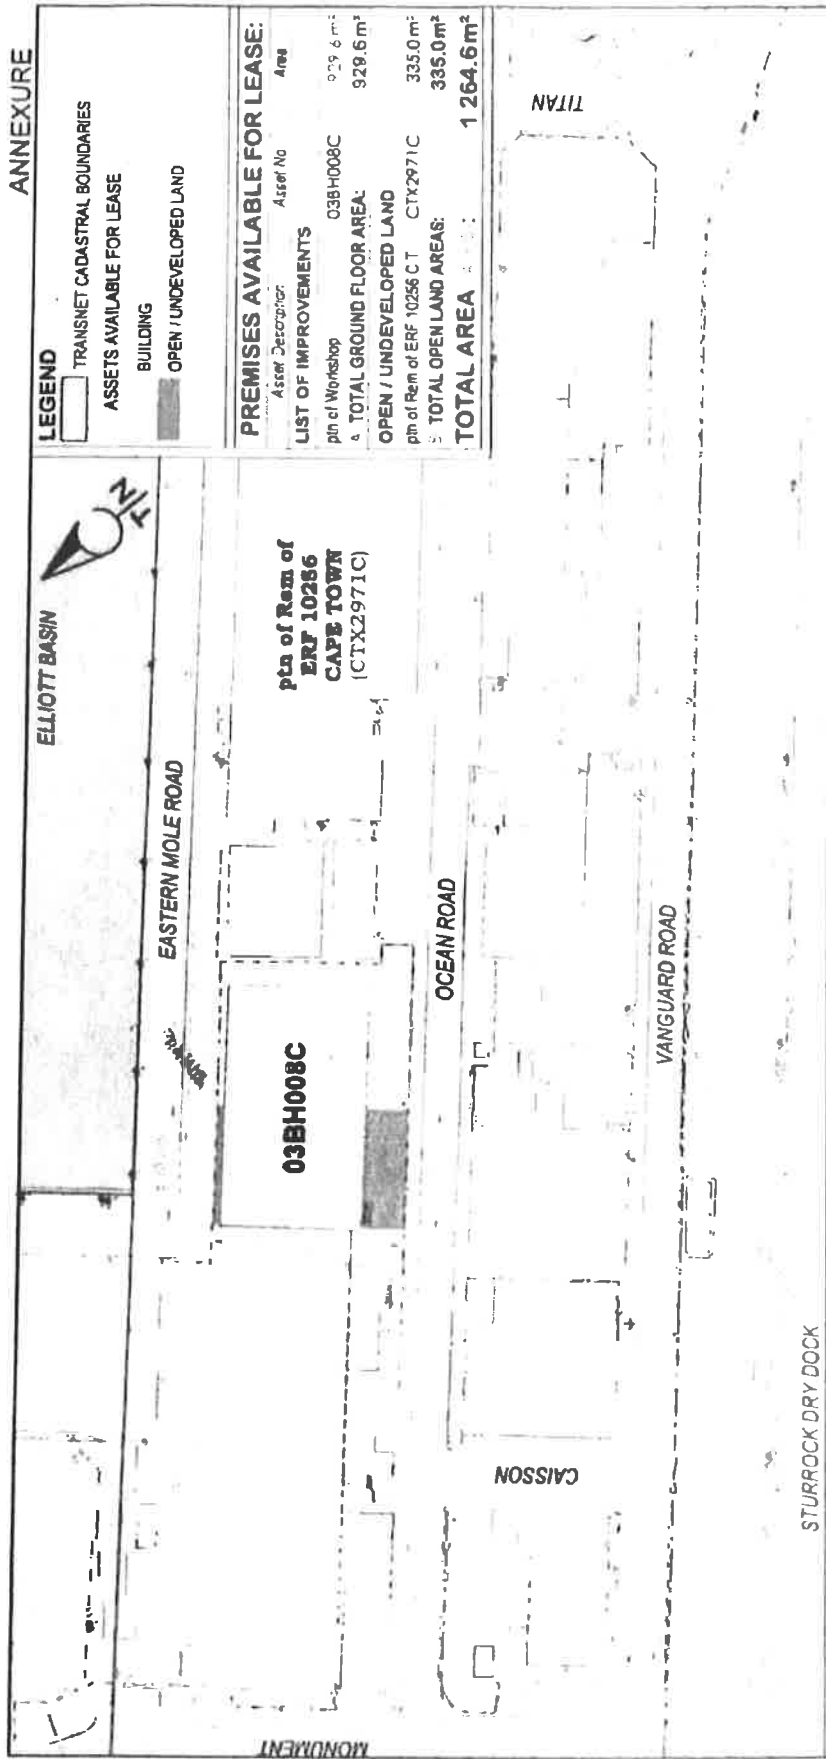 ANNEXURE
LEGEND
TRANSNET CADASTRAL BOUNDARIES
ASSETS AVAILABLE FOR LEASE
BUILDING
OPEN / UNDEVELOPED LAND
PREMISES AVAILABLE FOR LEASE:
Asset Description Asset No Area
LIST OF IMPROVEMENTS
ptn of Workshop 03BH008C 929.6 m²
A TOTAL GROUND FLOOR AREA: 929.6 m²
OPEN / UNDEVELOPED LAND
ptn of Rem of ERF 10256 CT CTX2971C 335.0 m²
TOTAL OPEN LAND AREAS: 335.0 m²
TOTAL AREA : 1 264.6 m²
ELLIOTT BASIN
TN
EASTERN MOLE ROAD
ptn of Rem of
ERF 10256
CAPE TOWN
(CTX2971C)
03BH008C
OCEAN ROAD
VANGUARD ROAD
TITAN
CAISSON
MONUMENT
STURROCK DRY DOCK